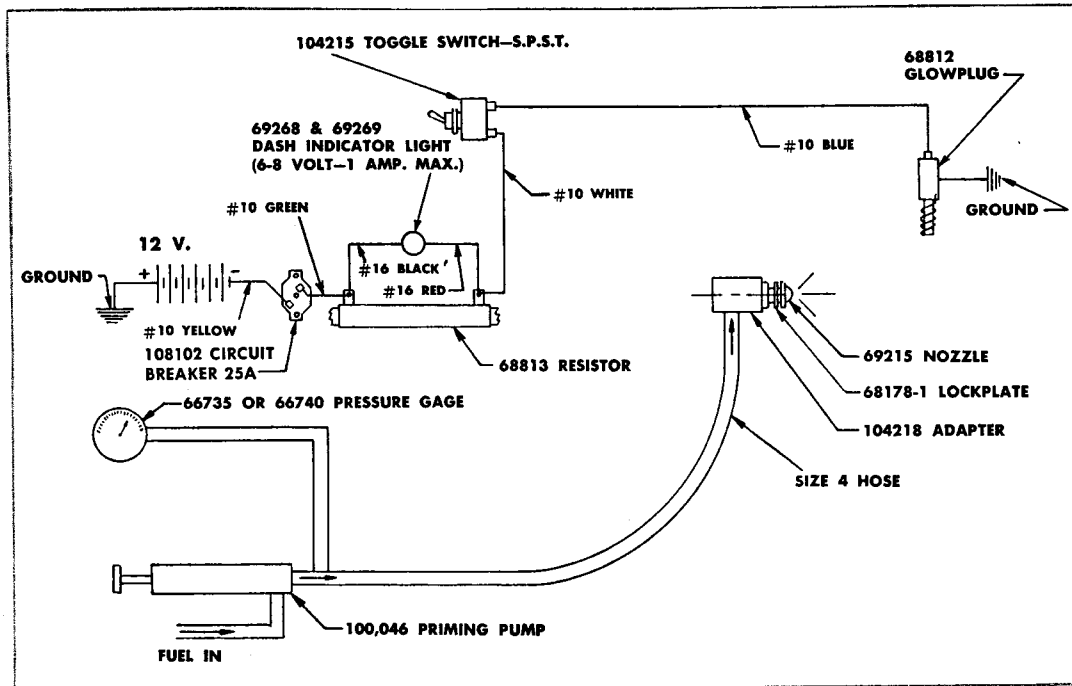 104215 TOGGLE SWITCH—S.P.S.T.
68812
GLOWPLUG
69268 & 69269
DASH INDICATOR LIGHT
(6-8 VOLT—1 AMP. MAX.)
#10 BLUE
#10 WHITE
GROUND
#10 GREEN
12 V.
GROUND
+
-
#16 BLACK'
#16 RED
#10 YELLOW
108102 CIRCUIT
BREAKER 25A
68813 RESISTOR
69215 NOZZLE
68178-1 LOCKPLATE
104218 ADAPTER
SIZE 4 HOSE
66735 OR 66740 PRESSURE GAGE
100,046 PRIMING PUMP
FUEL IN